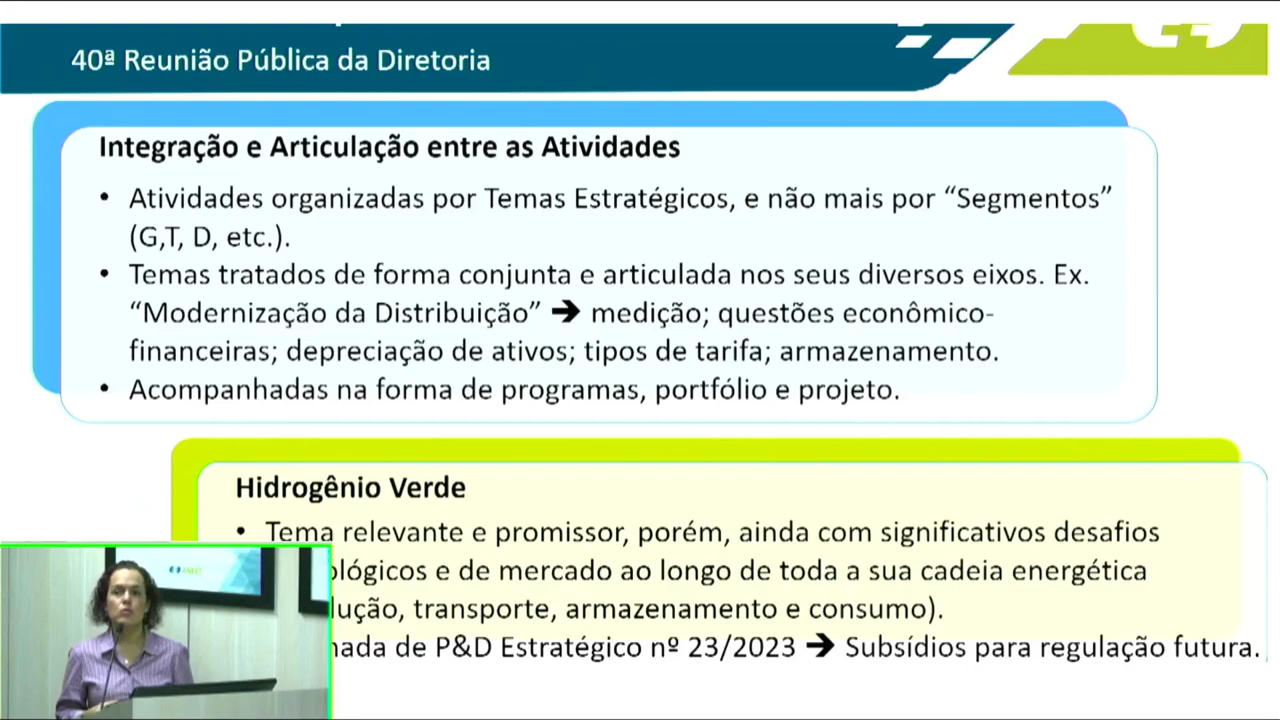 40ª Reunião Pública da Diretoria
Integração e Articulação entre as Atividades
• Atividades organizadas por Temas Estratégicos, e não mais por “Segmentos”
(G,T, D, etc.).
• Temas tratados de forma conjunta e articulada nos seus diversos eixos. Ex.
“Modernização da Distribuição” ➔ medição; questões econômico-
financeiras; depreciação de ativos; tipos de tarifa; armazenamento.
• Acompanhadas na forma de programas, portfólio e projeto.
Hidrogênio Verde
• Tema relevante e promissor, porém, ainda com significativos desafios
ológicos e de mercado ao longo de toda a sua cadeia energética
dução, transporte, armazenamento e consumo).
nada de P&D Estratégico nº 23/2023 ➔ Subsídios para regulação futura.